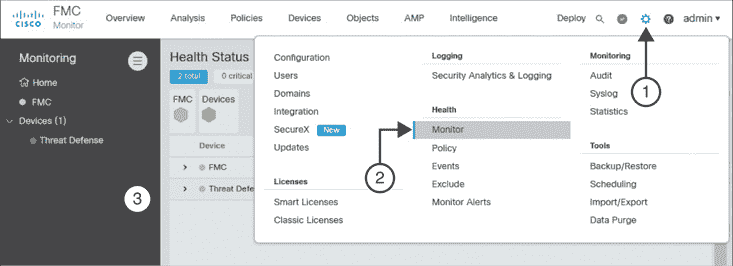 CISCO
FMC
Monitor
Overview
Analysis
Policies
Devices
Objects
AMP
Intelligence
Deploy
?
admin
1
Monitoring
Home
FMC
Devices (1)
Threat Defense
3
Health Status
2 total
0 critical
FMC
Devices
Device
FMC
Threat Defe
Configuration
Users
Domains
Integration
SecureX New
Updates
Licenses
Smart Licenses
Classic Licenses
Logging
Security Analytics & Logging
Health
Monitor
2
Policy
Events
Exclude
Monitor Alerts
Monitoring
Audit
Syslog
Statistics
Tools
Backup/Restore
Scheduling
Import/Export
Data Purge